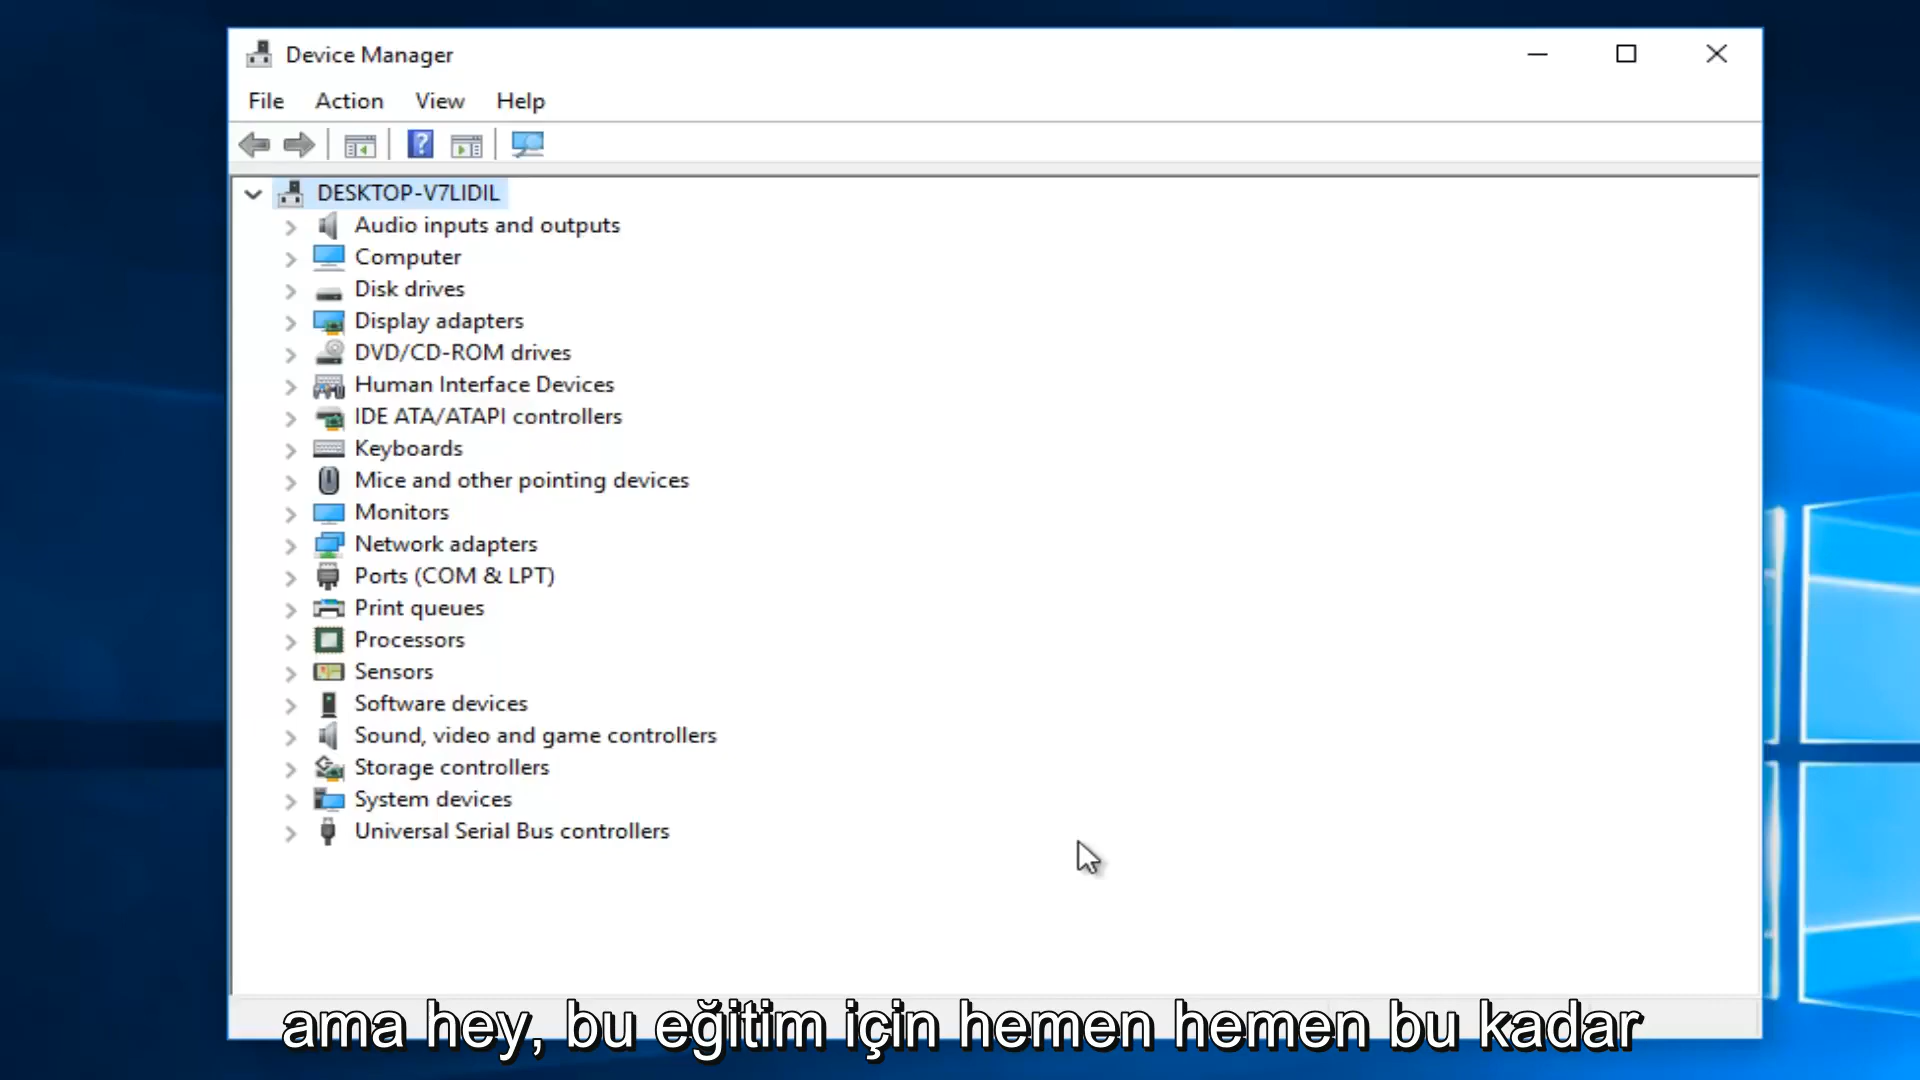 Device Manager
File Action View Help
DESKTOP-V7LIDIL
Audio inputs and outputs
Computer
Disk drives
Display adapters
DVD/CD-ROM drives
Human Interface Devices
IDE ATA/ATAPI controllers
Keyboards
Mice and other pointing devices
Monitors
Network adapters
Ports (COM & LPT)
Print queues
Processors
Sensors
Software devices
Sound, video and game controllers
Storage controllers
System devices
Universal Serial Bus controllers
ama hey, bu eğitim için hemen hemen bu kadar